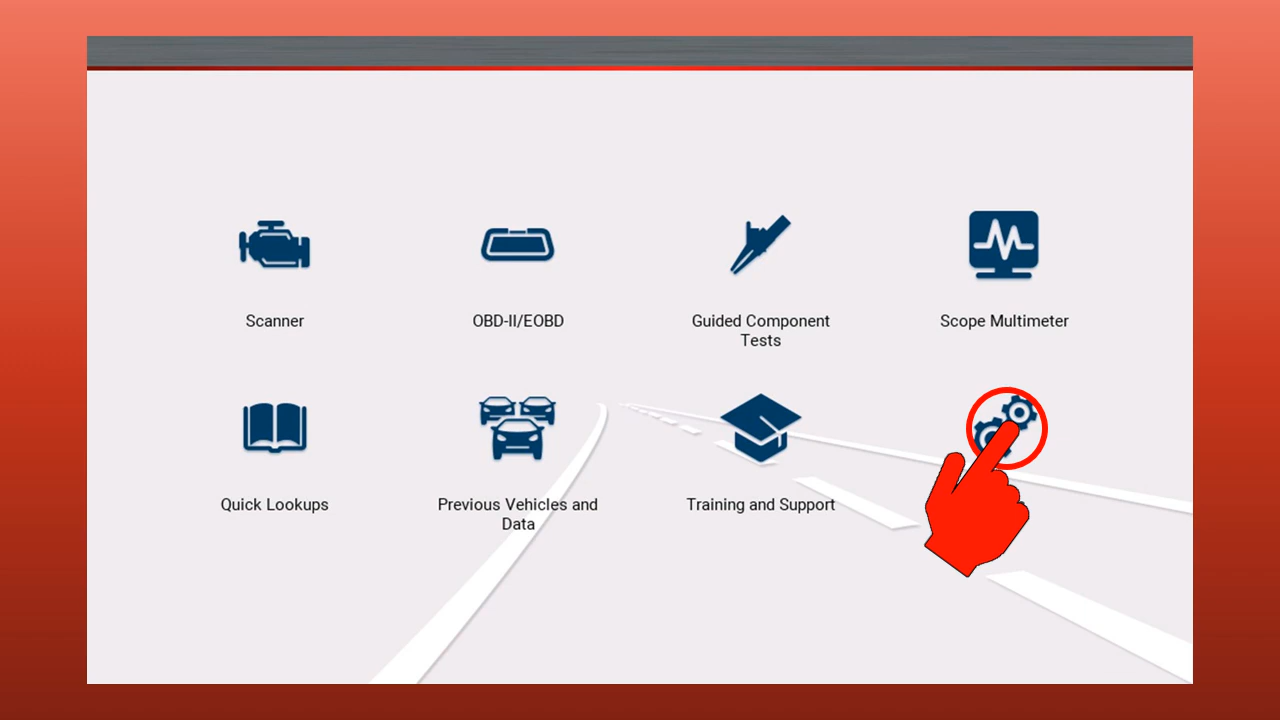 Scanner
OBD-II/EOBD
Guided Component
Tests
Scope Multimeter
Quick Lookups
Previous Vehicles and
Data
Training and Support